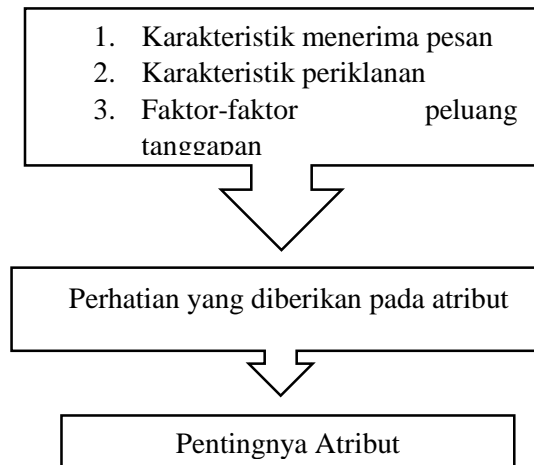 1. Karakteristik menerima pesan
2. Karakteristik periklanan
3. Faktor-faktor peluang
tanggapan
Perhatian yang diberikan pada atribut
Pentingnya Atribut